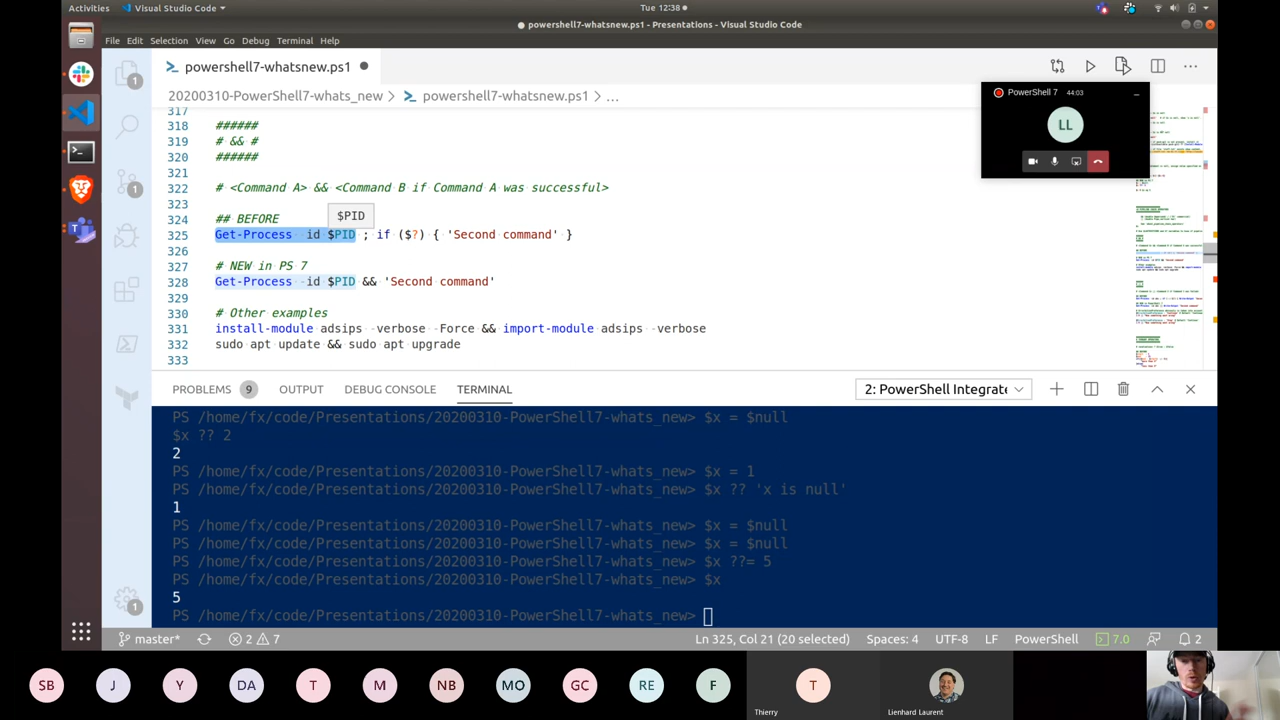 Activities Visual Studio Code Tue 12:38
powershell7-whatsnew.ps1 - Presentations - Visual Studio Code
File Edit Selection View Go Debug Terminal Help
powershell7-whatsnew.ps1
20200310-PowerShell7-whats_new > powershell7-whatsnew.ps1 > ...
PowerShell 7 44:03
LL
317
318 ######
319 # && #
320 ######
321
322 # <Command A> && <Command B if Command A was successful>
323
$PID
324 ## BEFORE
325 Get-Process -id $PID ; if ($?) { 'Second command' }
326
327 # NEW in PS 7
328 Get-Process -id $PID && 'Second command
329
330 # Other examples
331 install-module adsips -verbose -force && import-module adsips -verbose
332 sudo apt update && sudo apt upgrade
333
PROBLEMS 9 OUTPUT DEBUG CONSOLE TERMINAL 2: PowerShell Integrate
PS /home/fx/code/Presentations/20200310-PowerShell7-whats_new> $x = $null
$x ?? 2
2
PS /home/fx/code/Presentations/20200310-PowerShell7-whats_new> $x = 1
PS /home/fx/code/Presentations/20200310-PowerShell7-whats_new> $x ?? 'x is null'
1
PS /home/fx/code/Presentations/20200310-PowerShell7-whats_new> $x = $null
PS /home/fx/code/Presentations/20200310-PowerShell7-whats_new> $x = $null
PS /home/fx/code/Presentations/20200310-PowerShell7-whats_new> $x ??= 5
PS /home/fx/code/Presentations/20200310-PowerShell7-whats_new> $x
5
PS /home/fx/code/Presentations/20200310-PowerShell7-whats_new>
1
1
1
master* 2 7 Ln 325, Col 21 (20 selected) Spaces: 4 UTF-8 LF PowerShell 7.0 2
SB J Y DA T M NB MO GC RE F T
Thierry Lienhard Laurent